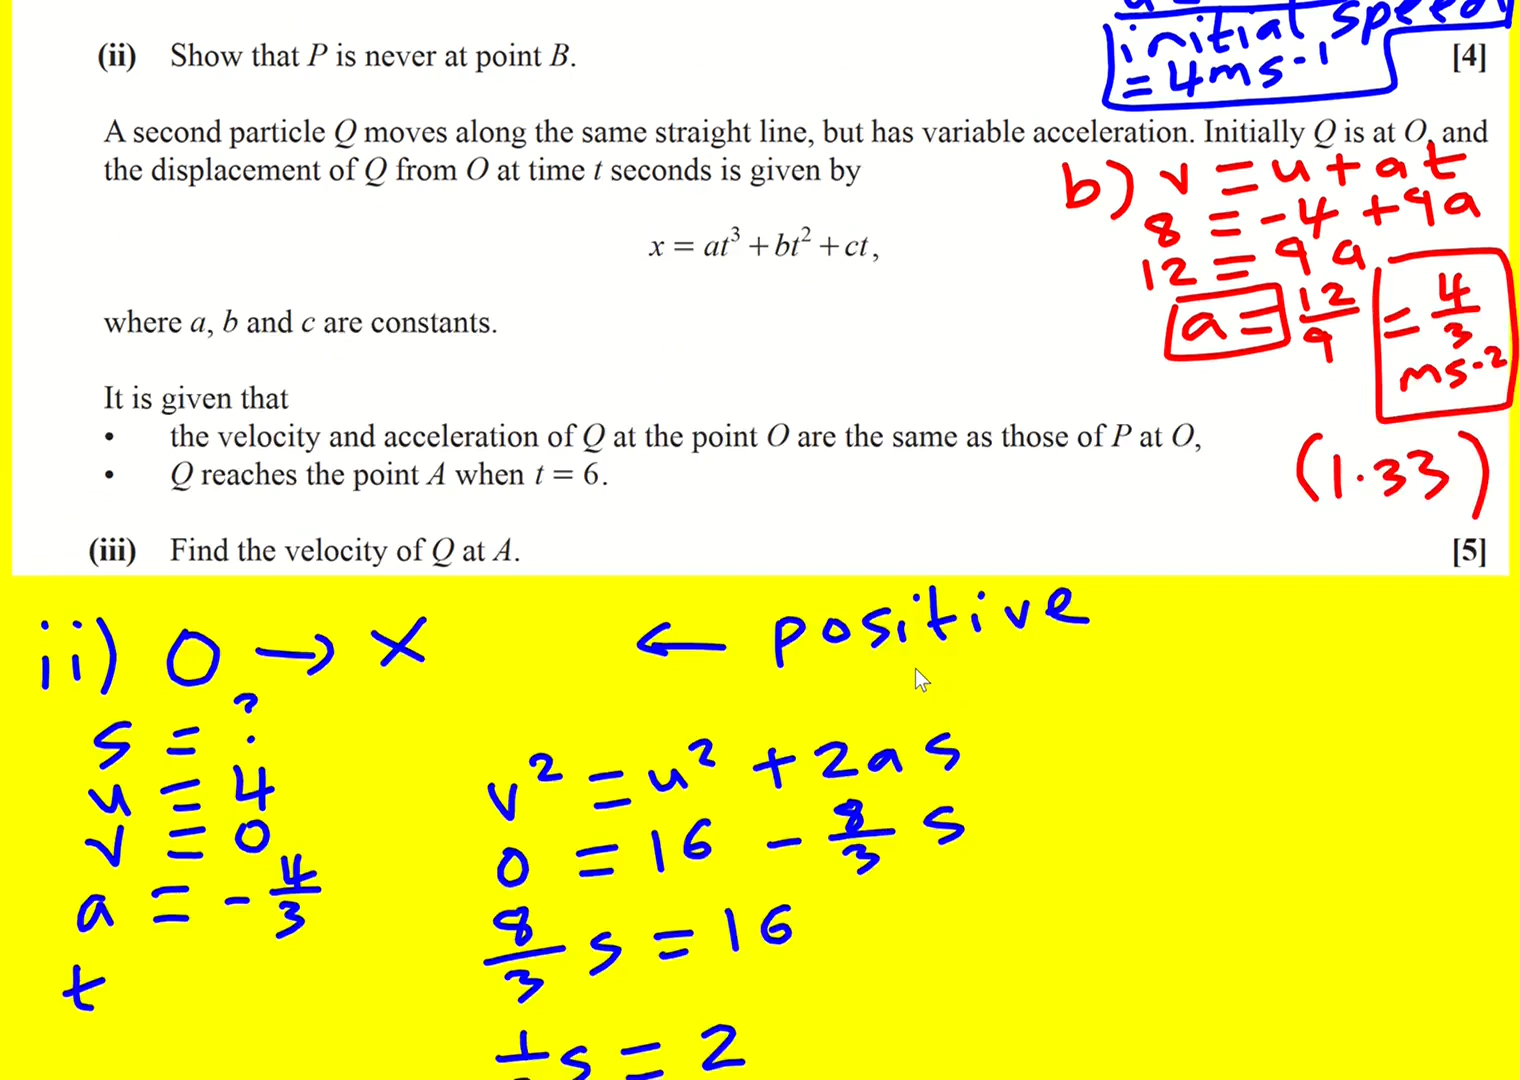 initial speed
= 4ms⁻¹
(ii) Show that P is never at point B. [4]
A second particle Q moves along the same straight line, but has variable acceleration. Initially Q is at O, and
the displacement of Q from O at time t seconds is given by
x = at³ + bt² + ct,
where a, b and c are constants.
It is given that
• the velocity and acceleration of Q at the point O are the same as those of P at O,
• Q reaches the point A when t = 6.
(iii) Find the velocity of Q at A. [5]
b) v = u + at
8 = -4 + 9a
12 = 9a
a = 12/9 = 4/3 ms⁻²
(1.33)
ii) O → X ← positive
s = ?
u = 4
v = 0
a = - 4/3
t
v² = u² + 2as
0 = 16 - 8/3 s
8/3 s = 16
s = 2